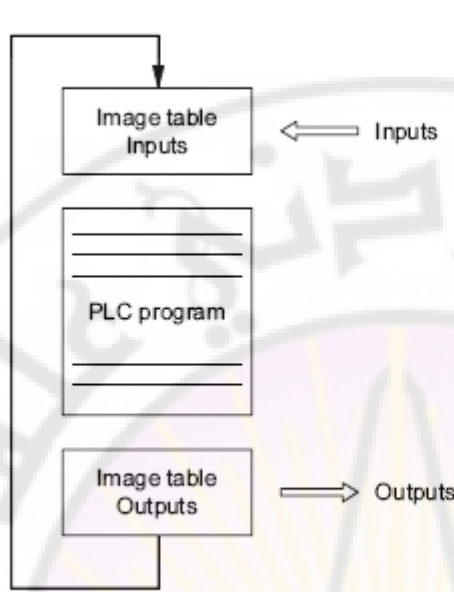 Image table
Inputs
Inputs
PLC program
Image table
Outputs
Outputs